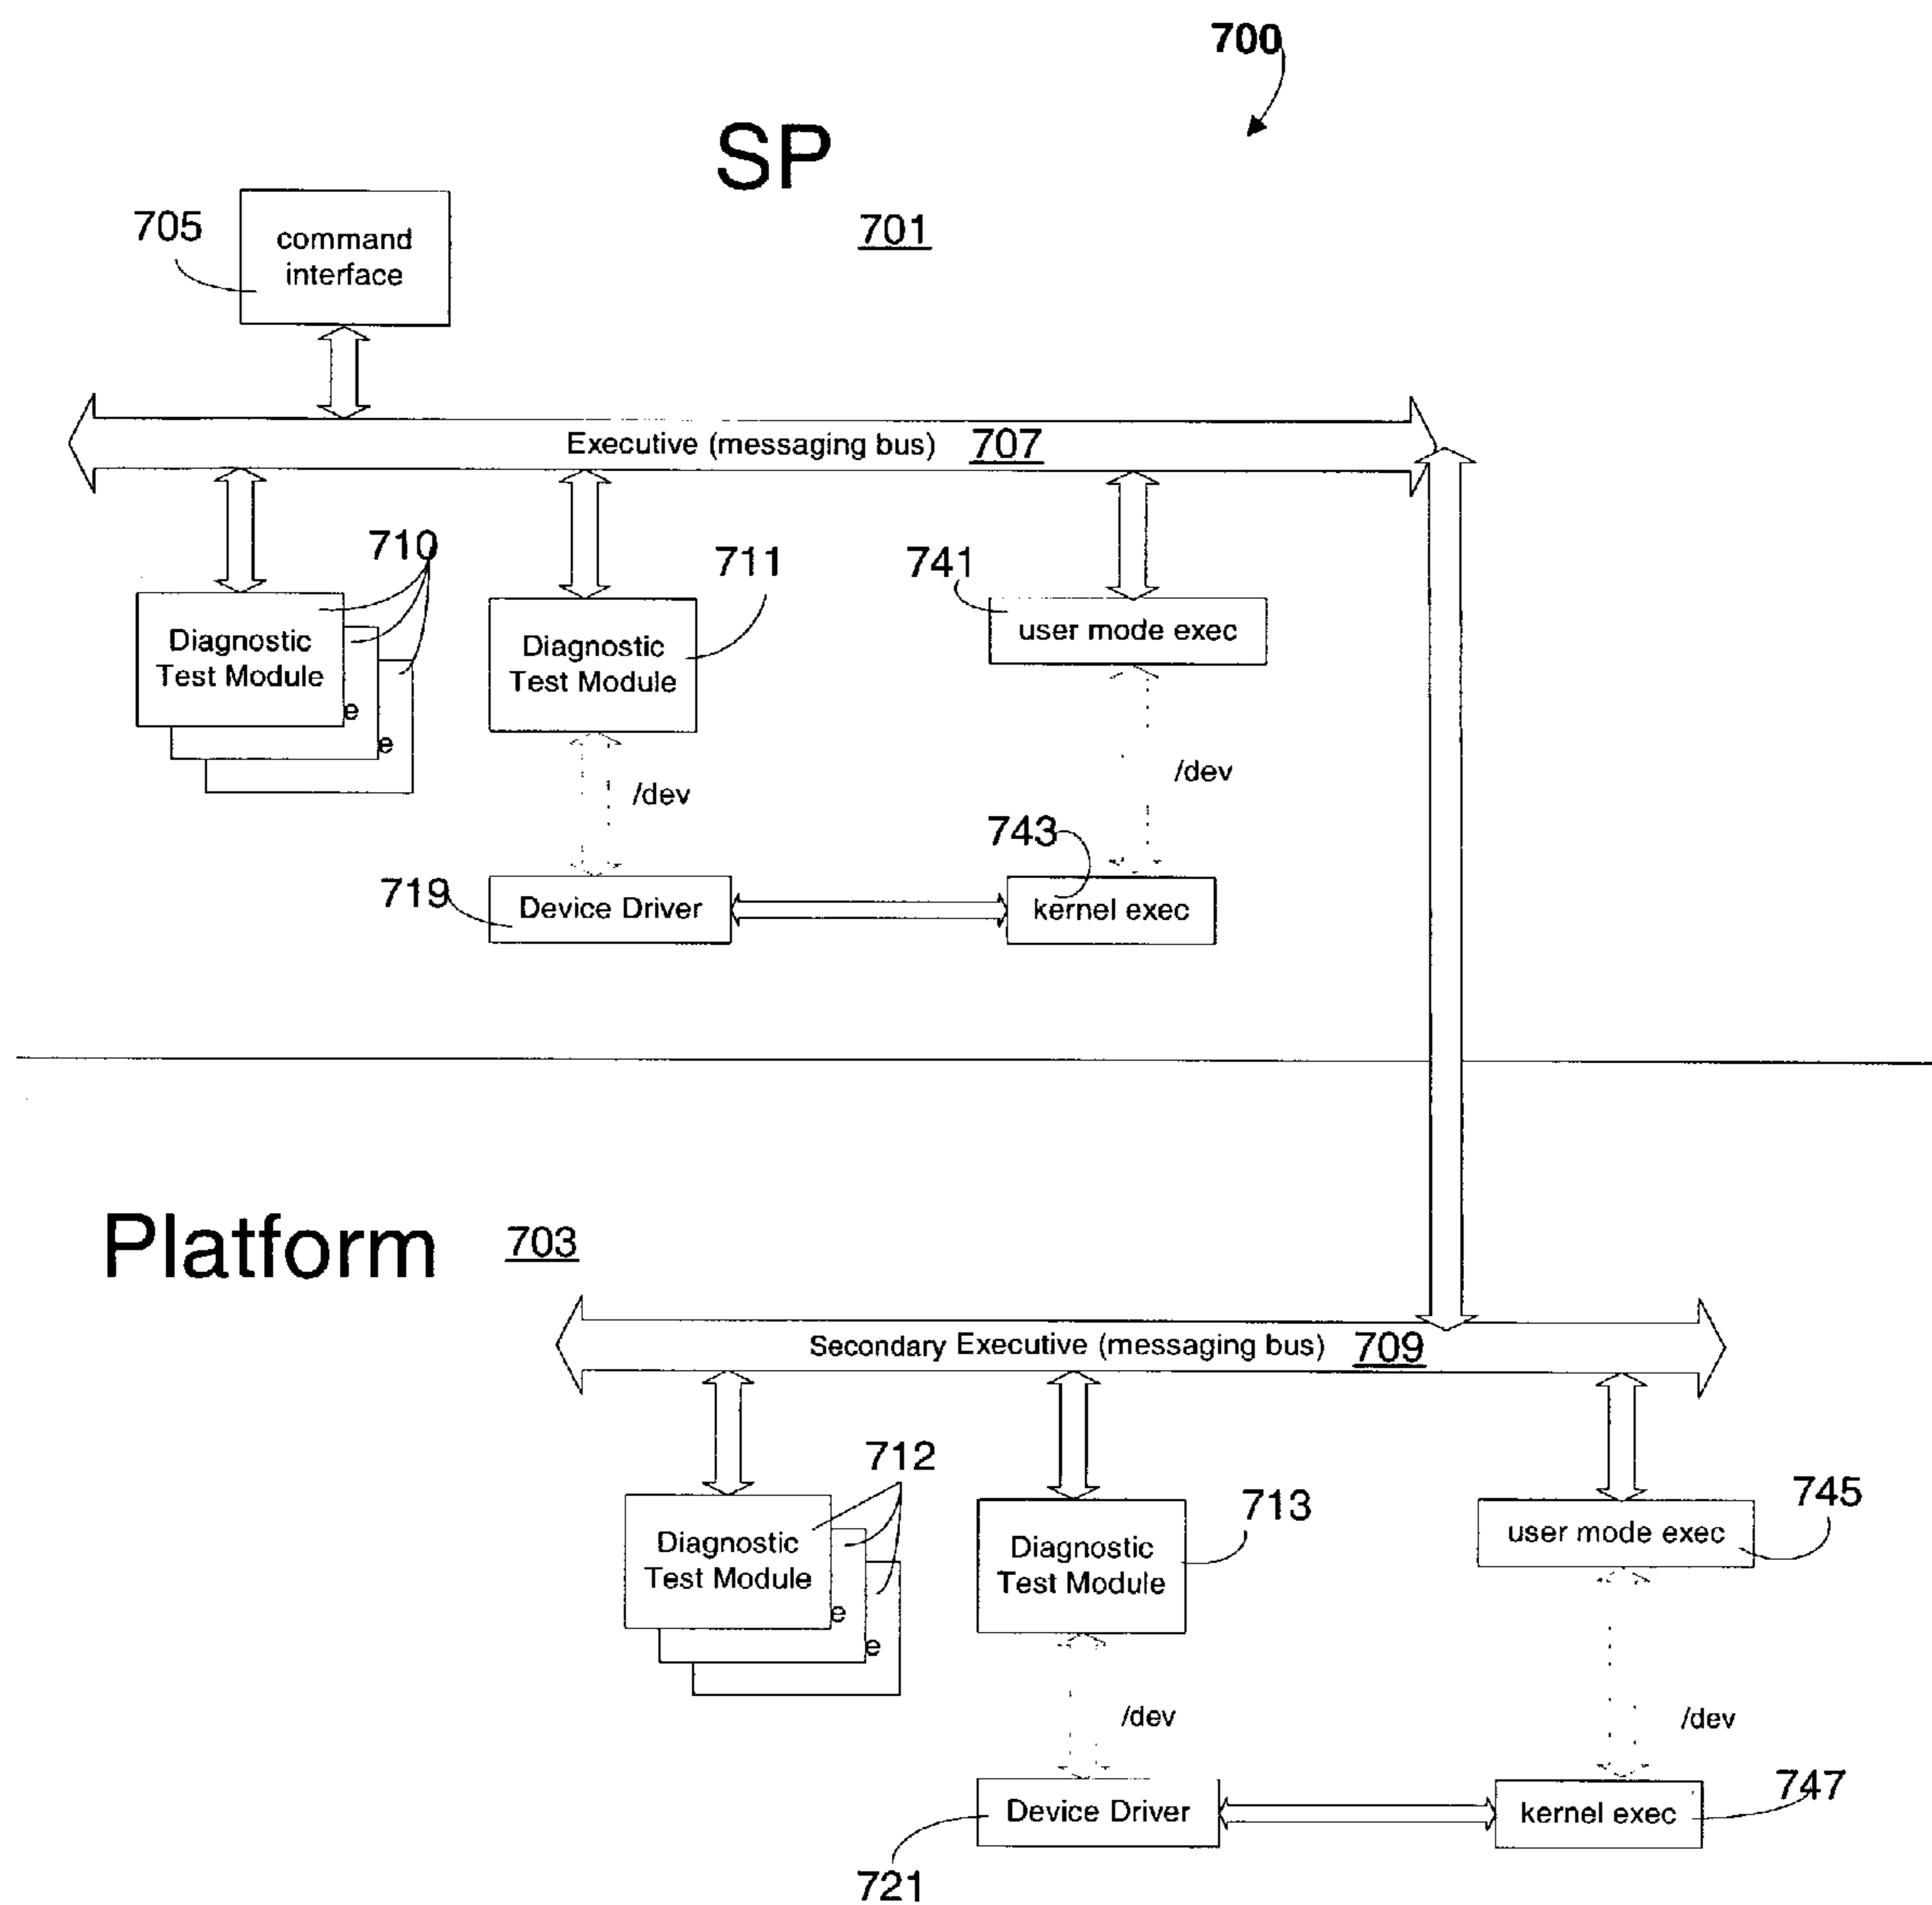 700
SP
701
705
command
interface
Executive (messaging bus) 707
710
711
741
Diagnostic
Test Module
e
e
Diagnostic
Test Module
user mode exec
/dev
/dev
743
719
Device Driver
kernel exec
Platform 703
Secondary Executive (messaging bus) 709
712
713
745
Diagnostic
Test Module
e
e
Diagnostic
Test Module
user mode exec
/dev
/dev
747
Device Driver
kernel exec
721